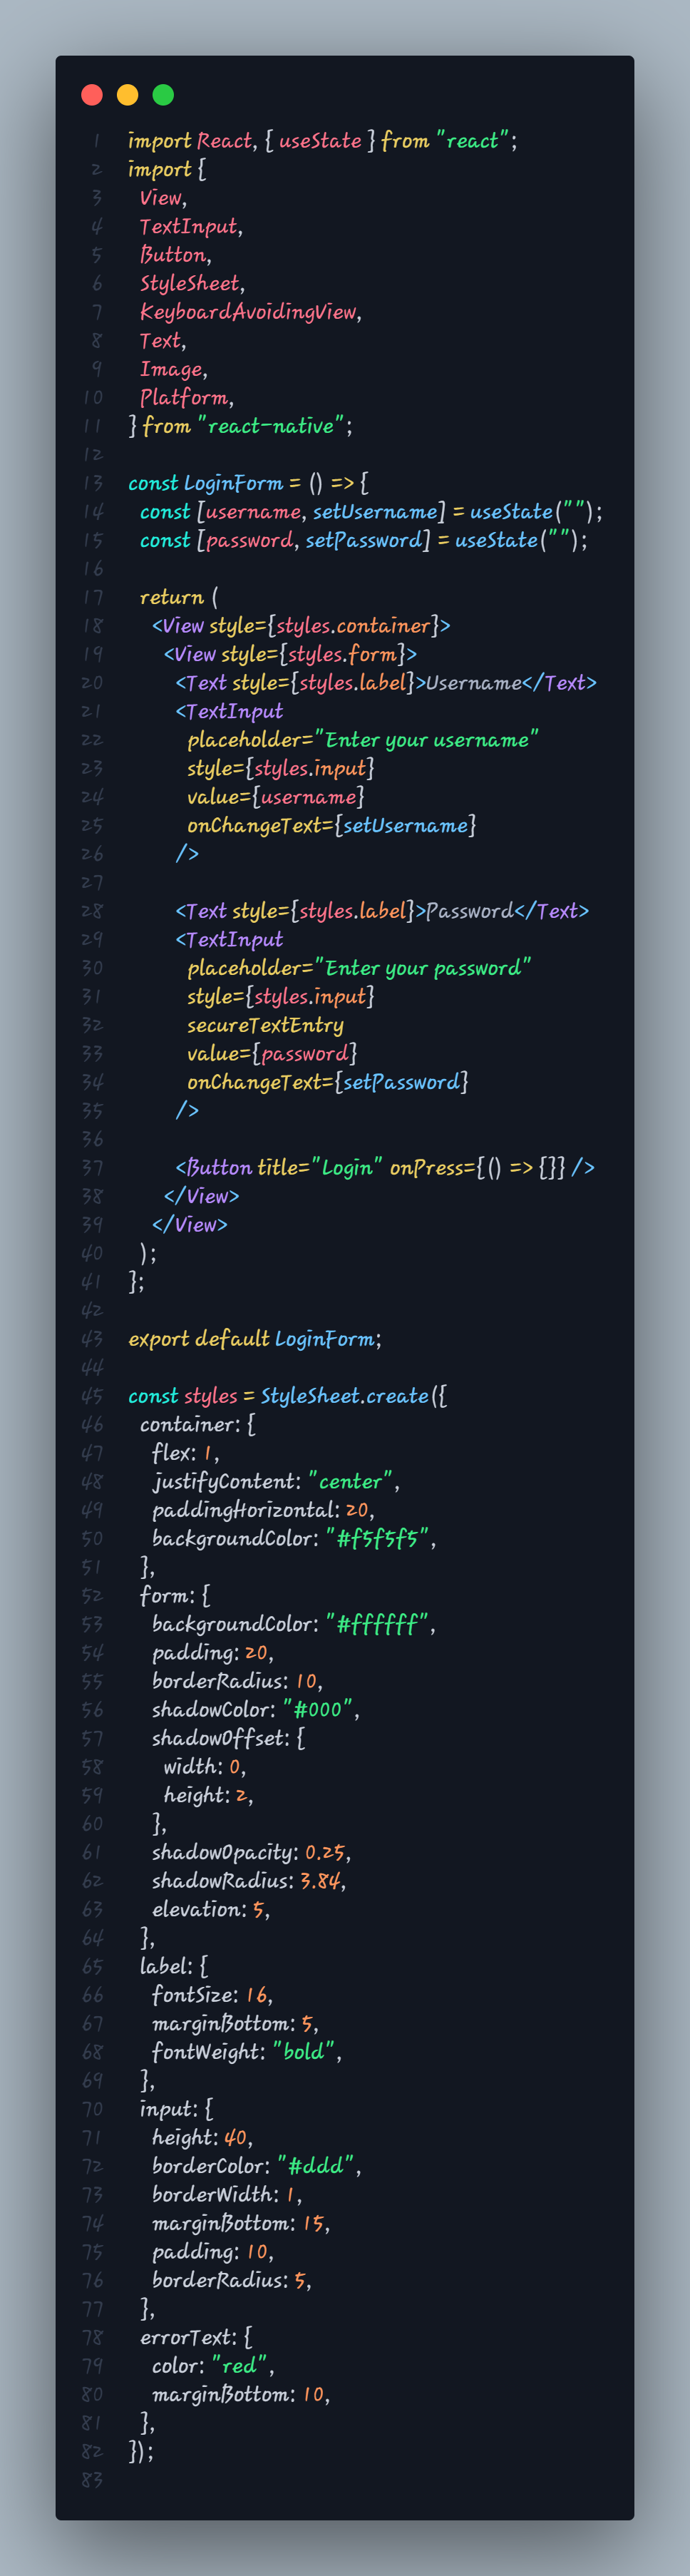 1 import React, { useState } from "react";
2 import {
3   View,
4   TextInput,
5   Button,
6   StyleSheet,
7   KeyboardAvoidingView,
8   Text,
9   Image,
10   Platform,
11 } from "react-native";
12
13 const LoginForm = () => {
14   const [username, setUsername] = useState("");
15   const [password, setPassword] = useState("");
16
17   return (
18     <View style={styles.container}>
19       <View style={styles.form}>
20         <Text style={styles.label}>Username</Text>
21         <TextInput
22           placeholder="Enter your username"
23           style={styles.input}
24           value={username}
25           onChangeText={setUsername}
26         />
27
28         <Text style={styles.label}>Password</Text>
29         <TextInput
30           placeholder="Enter your password"
31           style={styles.input}
32           secureTextEntry
33           value={password}
34           onChangeText={setPassword}
35         />
36
37         <Button title="Login" onPress={() => {}} />
38       </View>
39     </View>
40   );
41 };
42
43 export default LoginForm;
44
45 const styles = StyleSheet.create({
46   container: {
47     flex: 1,
48     justifyContent: "center",
49     paddingHorizontal: 20,
50     backgroundColor: "#f5f5f5",
51   },
52   form: {
53     backgroundColor: "#ffffff",
54     padding: 20,
55     borderRadius: 10,
56     shadowColor: "#000",
57     shadowOffset: {
58       width: 0,
59       height: 2,
60     },
61     shadowOpacity: 0.25,
62     shadowRadius: 3.84,
63     elevation: 5,
64   },
65   label: {
66     fontSize: 16,
67     marginBottom: 5,
68     fontWeight: "bold",
69   },
70   input: {
71     height: 40,
72     borderColor: "#ddd",
73     borderWidth: 1,
74     marginBottom: 15,
75     padding: 10,
76     borderRadius: 5,
77   },
78   errorText: {
79     color: "red",
80     marginBottom: 10,
81   },
82 });
83